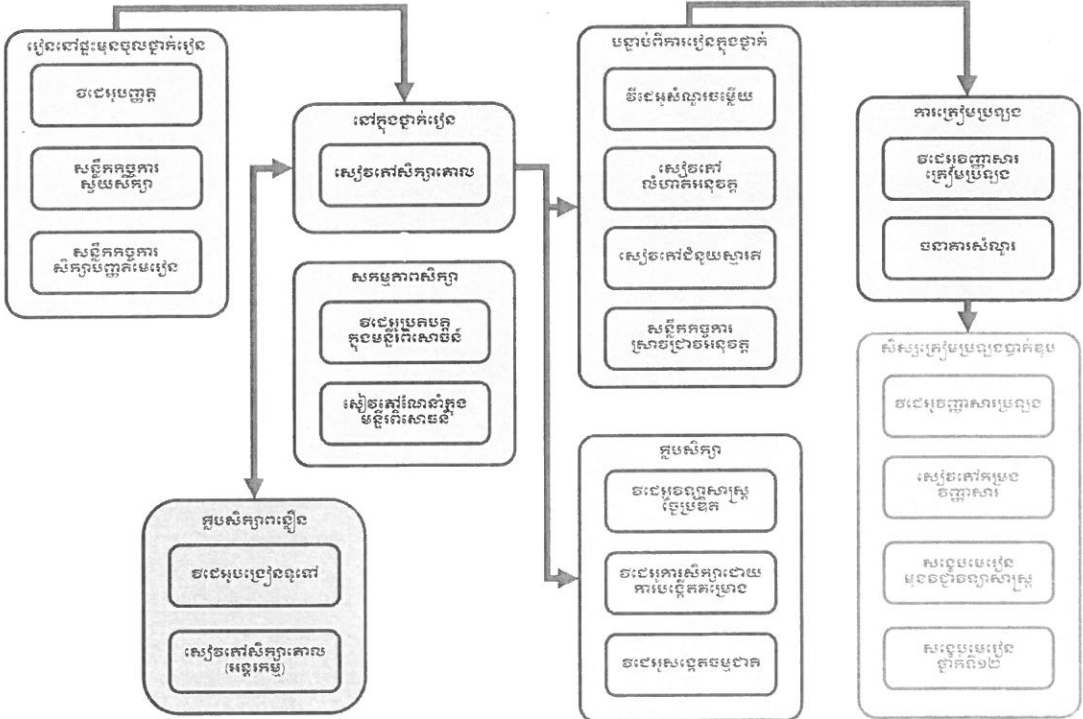 រៀននៅផ្ទះមុនចូលថ្នាក់រៀន
វីដេអូបញ្ញត្ត
សន្លឹកកិច្ចការ
ស្វ័យសិក្សា
សន្លឹកកិច្ចការ
សិក្សាបញ្ញត្តមេរៀន
នៅក្នុងថ្នាក់រៀន
សៀវភៅសិក្សាគោល
សកម្មភាពសិក្សា
វីដេអូប្រតិបត្តិ
ក្នុងមន្ទីរពិសោធន៍
សៀវភៅណែនាំក្នុង
មន្ទីរពិសោធន៍
ក្លឹបសិក្សាពន្លឿន
វីដេអូបង្រៀនទូទៅ
សៀវភៅសិក្សាគោល
(អន្តរកម្ម)
បន្ទាប់ពីការរៀនក្នុងថ្នាក់
វីដេអូសំណួរចម្លើយ
សៀវភៅ
លំហាត់អនុវត្ត
សៀវភៅជំនួយស្មារតី
សន្លឹកកិច្ចការ
ស្រាវជ្រាវអនុវត្ត
ក្លឹបសិក្សា
វីដេអូវិទ្យាសាស្ត្រ
ច្នៃប្រឌិត
វីដេអូការសិក្សាដោយ
ការបង្កើតគម្រោង
វីដេអូសង្កេតធម្មជាតិ
ការត្រៀមប្រឡង
វីដេអូវិញ្ញាសារ
ត្រៀមប្រឡង
ធនាគារសំណួរ
សិស្សត្រៀមប្រឡងបាក់ឌុប
វីដេអូវិញ្ញាសារប្រឡង
សៀវភៅកម្រង
វិញ្ញាសារ
សង្ខេបមេរៀន
មុខវិជ្ជាវិទ្យាសាស្ត្រ
សង្ខេបមេរៀន
ថ្នាក់ទី១២